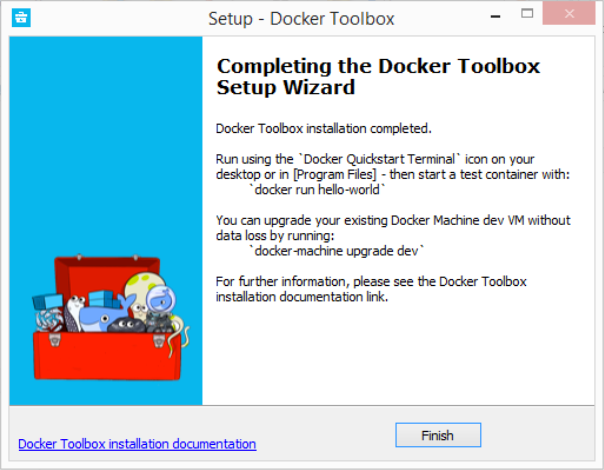 Setup - Docker Toolbox
Completing the Docker Toolbox
Setup Wizard
Docker Toolbox installation completed.
Run using the `Docker Quickstart Terminal` icon on your
desktop or in [Program Files] - then start a test container with:
`docker run hello-world`
You can upgrade your existing Docker Machine dev VM without
data loss by running:
`docker-machine upgrade dev`
For further information, please see the Docker Toolbox
installation documentation link.
Docker Toolbox installation documentation
Finish